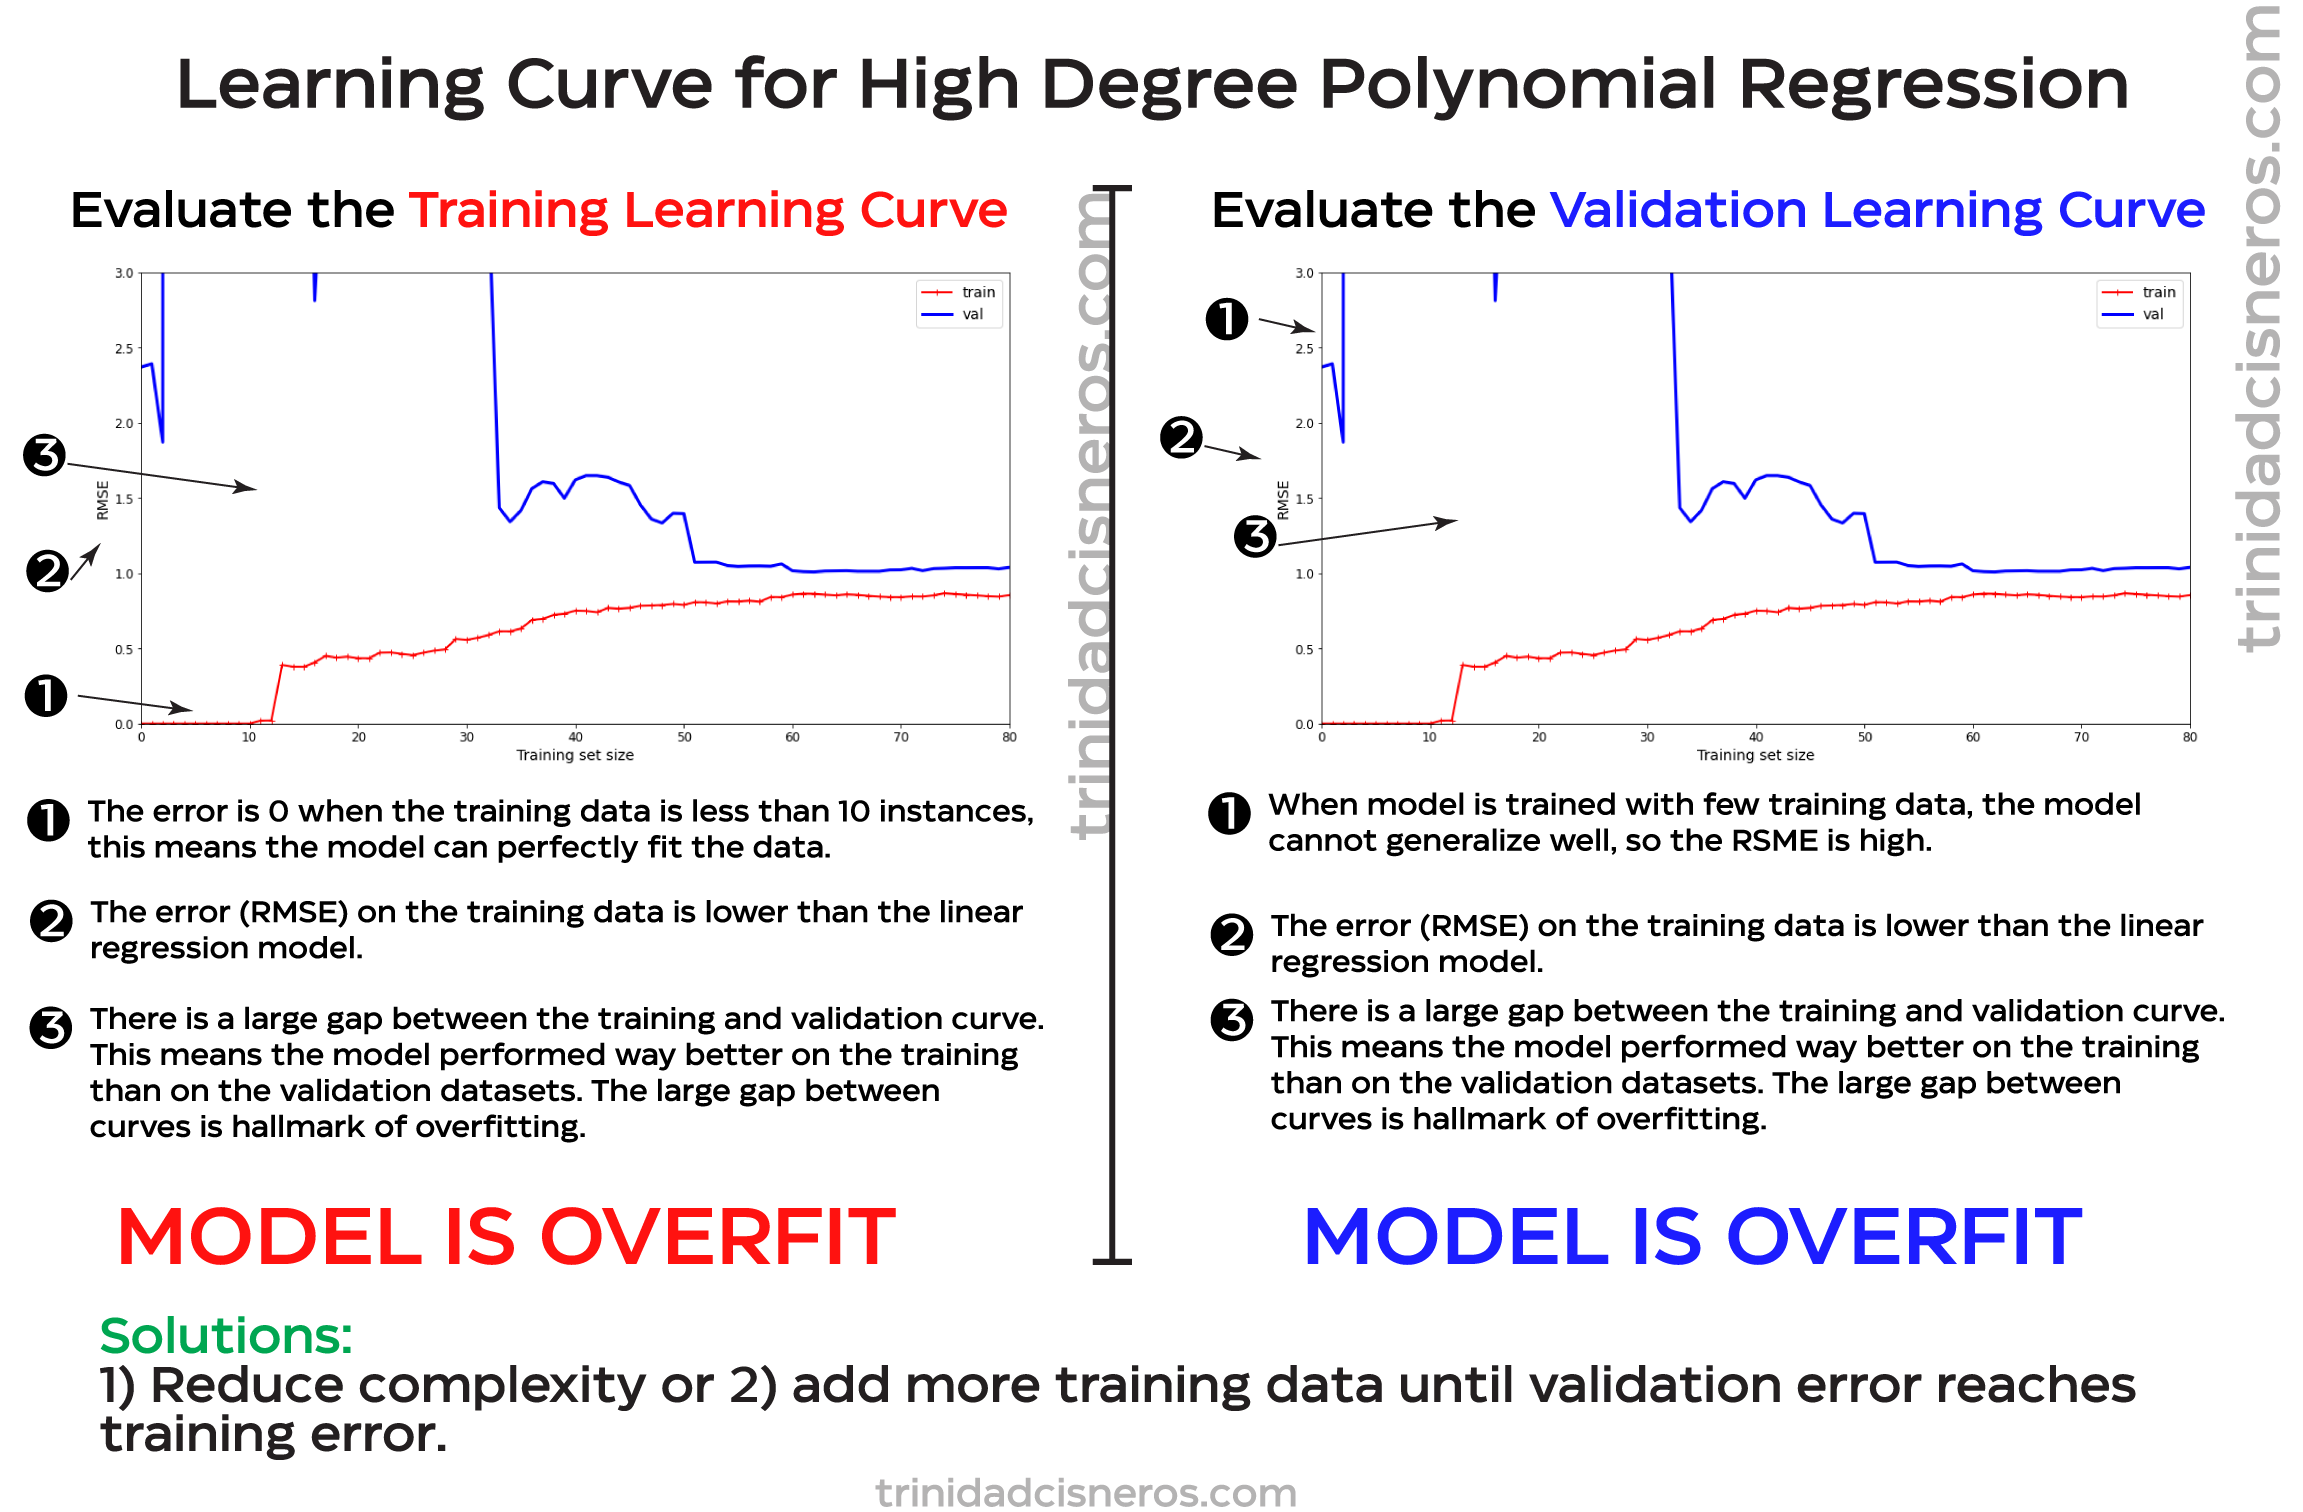 Learning Curve for High Degree Polynomial Regression
Evaluate the Training Learning Curve
3.0
2.5
2.0
1.5
1.0
0.5
0.0
RMSE
train
val
0 10 20 30 40 50 60 70 80
Training set size
3
2
1
1 The error is 0 when the training data is less than 10 instances,
this means the model can perfectly fit the data.
2 The error (RMSE) on the training data is lower than the linear
regression model.
3 There is a large gap between the training and validation curve.
This means the model performed way better on the training
than on the validation datasets. The large gap between
curves is hallmark of overfitting.
MODEL IS OVERFIT
trinidadcisneros.com
Evaluate the Validation Learning Curve
3.0
2.5
2.0
1.5
1.0
0.5
0.0
RMSE
train
val
0 10 20 30 40 50 60 70 80
Training set size
1
2
3
1 When model is trained with few training data, the model
cannot generalize well, so the RSME is high.
2 The error (RMSE) on the training data is lower than the linear
regression model.
3 There is a large gap between the training and validation curve.
This means the model performed way better on the training
than on the validation datasets. The large gap between
curves is hallmark of overfitting.
MODEL IS OVERFIT
trinidadcisneros.com
Solutions:
1) Reduce complexity or 2) add more training data until validation error reaches
training error.
trinidadcisneros.com